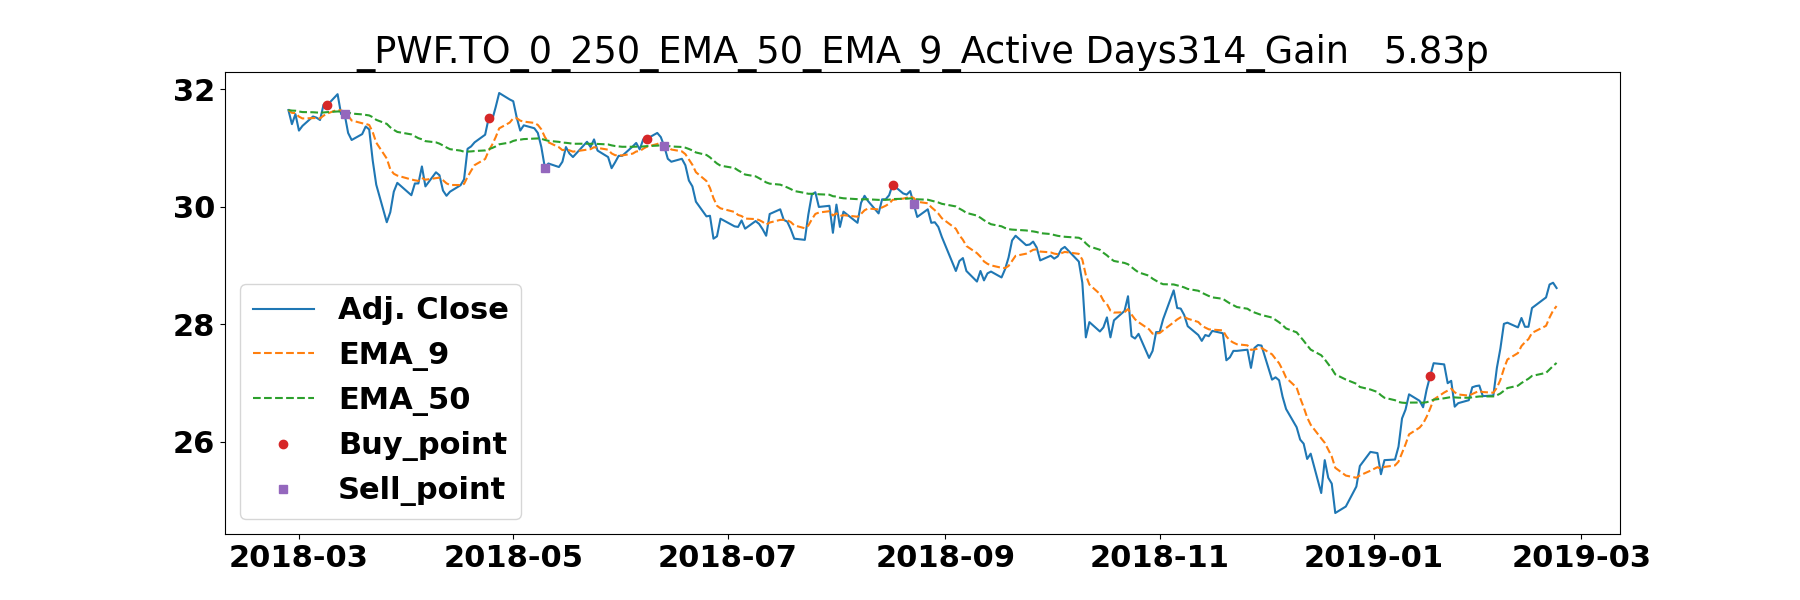 _PWF.TO_0_250_EMA_50_EMA_9_Active Days314_Gain   5.83p
32
30
28
26
Adj. Close
EMA_9
EMA_50
Buy_point
Sell_point
2018-03 2018-05 2018-07 2018-09 2018-11 2019-01 2019-03